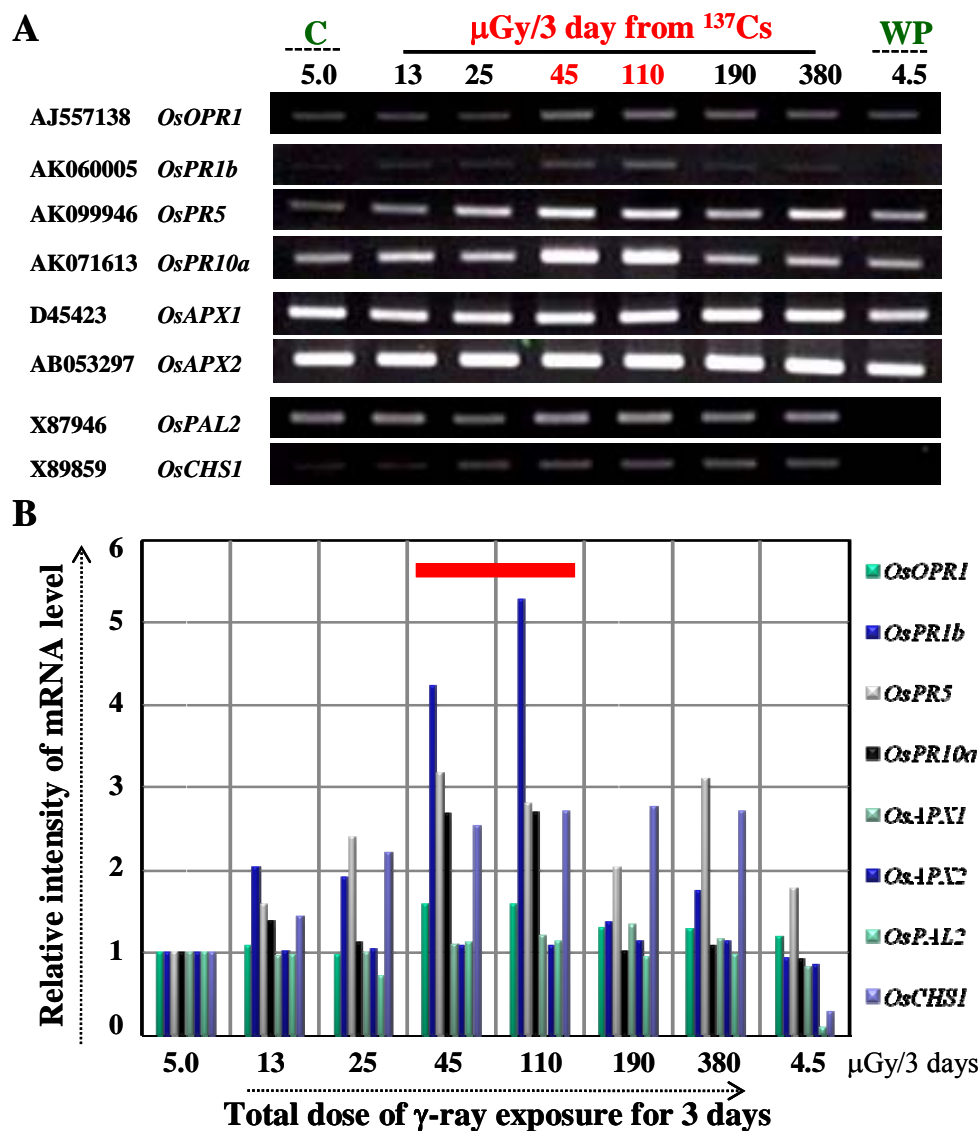 A
C
μGy/3 day from ¹³⁷Cs
WP
5.0 13 25 45 110 190 380 4.5
AJ557138 OsOPR1
AK060005 OsPR1b
AK099946 OsPR5
AK071613 OsPR10a
D45423 OsAPX1
AB053297 OsAPX2
X87946 OsPAL2
X89859 OsCHS1
B
Relative intensity of mRNA level
6
5
4
3
2
1
0
OsOPR1
OsPR1b
OsPR5
OsPR10a
OsAPX1
OsAPX2
OsPAL2
OsCHS1
5.0 13 25 45 110 190 380 4.5 μGy/3 days
Total dose of γ-ray exposure for 3 days